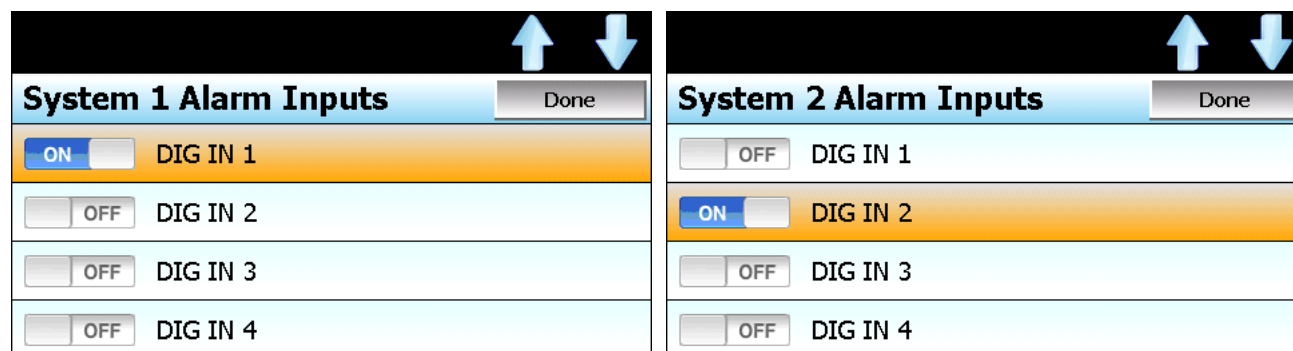 System 1 Alarm Inputs Done
ON DIG IN 1
OFF DIG IN 2
OFF DIG IN 3
OFF DIG IN 4
System 2 Alarm Inputs Done
OFF DIG IN 1
ON DIG IN 2
OFF DIG IN 3
OFF DIG IN 4